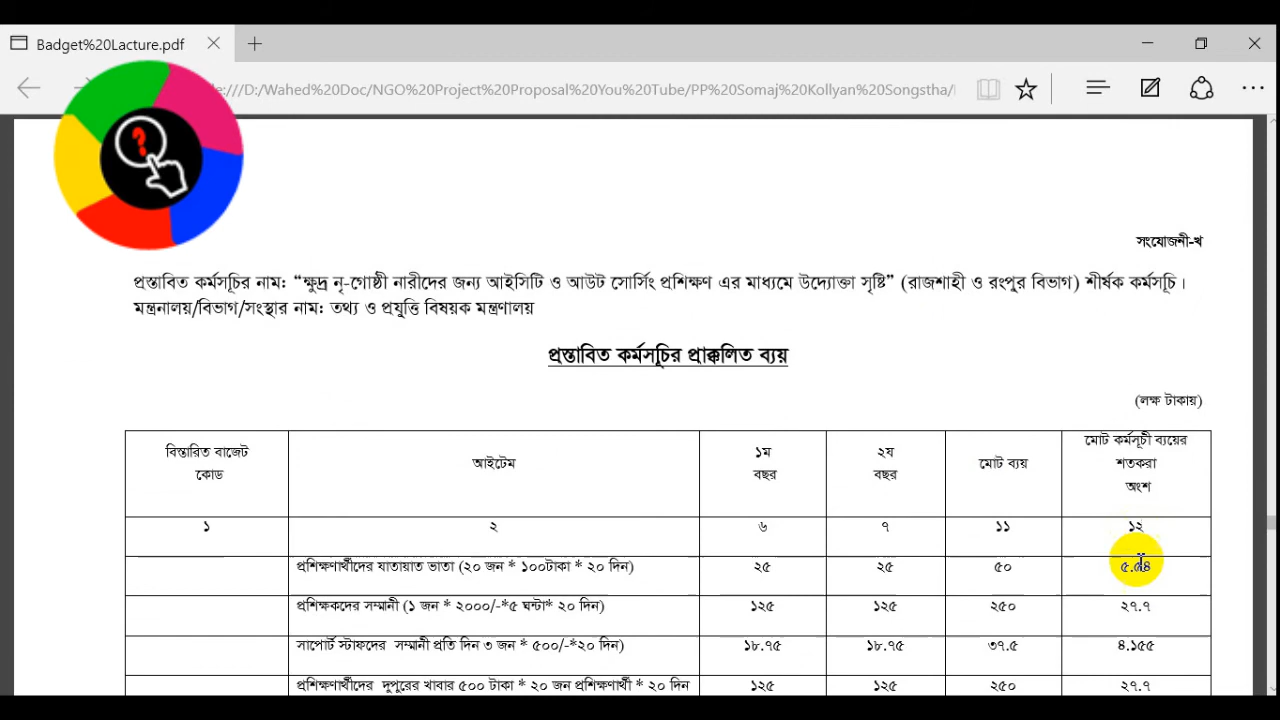 Badget%20Lacture.pdf
le:///D:/Wahed%20Doc/NGO%20Project%20Proposal%20You%20Tube/PP%20Somaj%20Kollyan%20Songstha/
?
সংযোজনী-খ
প্রস্তাবিত কর্মসূচির নাম: “ক্ষুদ্র নৃ-গোষ্ঠী নারীদের জন্য আইসিটি ও আউট সোর্সিং প্রশিক্ষণ এর মাধ্যমে উদ্যোক্তা সৃষ্টি” (রাজশাহী ও রংপুর বিভাগ) শীর্ষক কর্মসূচি।
মন্ত্রনালয়/বিভাগ/সংস্থার নাম: তথ্য ও প্রযুক্তি বিষয়ক মন্ত্রণালয়
প্রস্তাবিত কর্মসূচির প্রাক্কলিত ব্যয়
(লক্ষ টাকায়)
বিস্তারিত বাজেট কোড আইটেম ১ম বছর ২য বছর মোট ব্যয় মোট কর্মসূচী ব্যয়ের শতকরা অংশ
১ ২ ৬ ৭ ১১ ১২
প্রশিক্ষণার্থীদের যাতায়াত ভাতা (২০ জন * ১০০টাকা * ২০ দিন) ২৫ ২৫ ৫০ ৫.৫৪
প্রশিক্ষকদের সম্মানী (১ জন * ২০০০/-*৫ ঘন্টা* ২০ দিন) ১২৫ ১২৫ ২৫০ ২৭.৭
সাপোর্ট স্টাফদের সম্মানী প্রতি দিন ৩ জন * ৫০০/-*২০ দিন) ১৮.৭৫ ১৮.৭৫ ৩৭.৫ ৪.১৫৫
প্রশিক্ষণার্থীদের দুপুরের খাবার ৫০০ টাকা * ২০ জন প্রশিক্ষণার্থী * ২০ দিন ১২৫ ১২৫ ২৫০ ২৭.৭